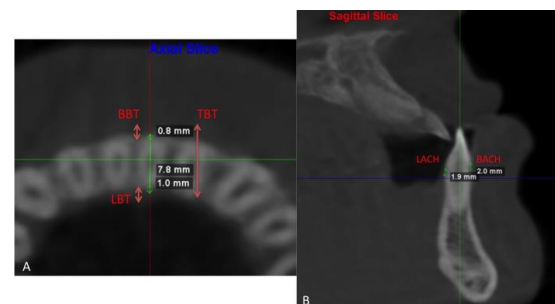 Axial Slice
BBT
TBT
0.8 mm
7.8 mm
1.0 mm
LBT
A
Sagittal Slice
LACH
BACH
2.0 mm
1.9 mm
B